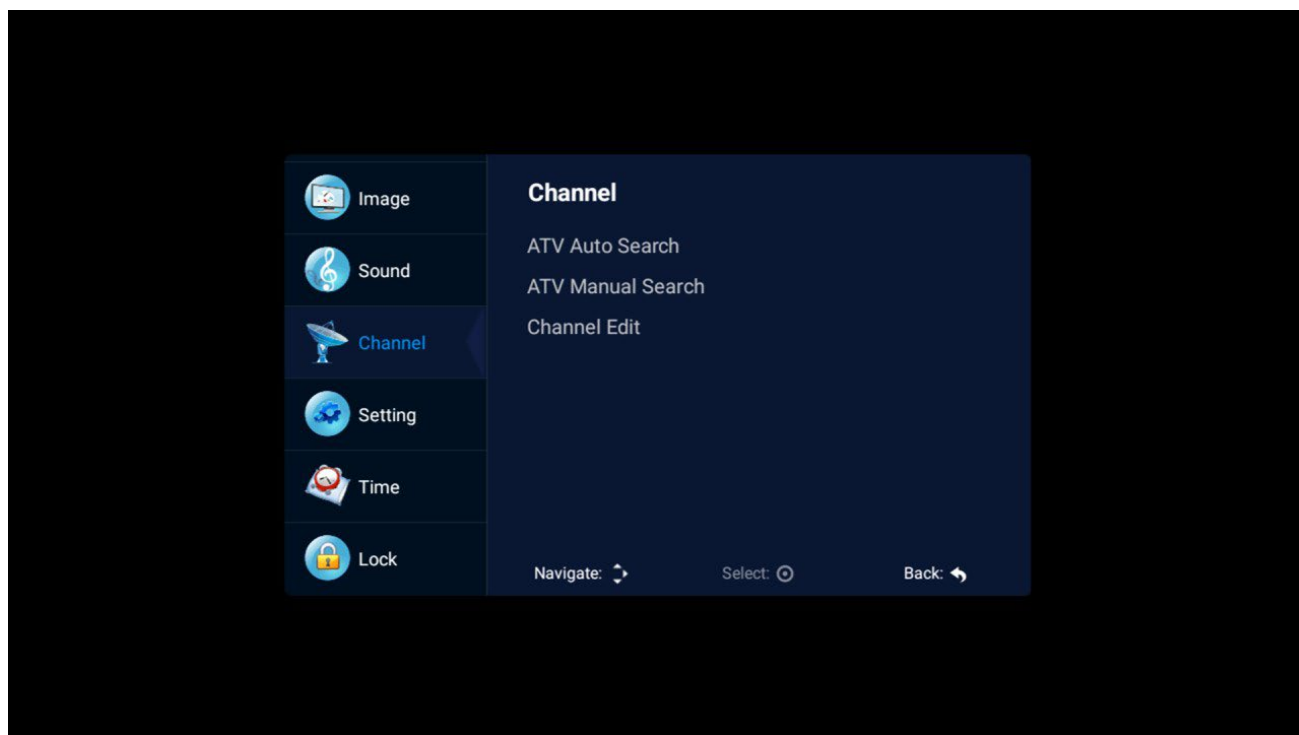 Image
Sound
Channel
Setting
Time
Lock
Channel
ATV Auto Search
ATV Manual Search
Channel Edit
Navigate: Select: Back: